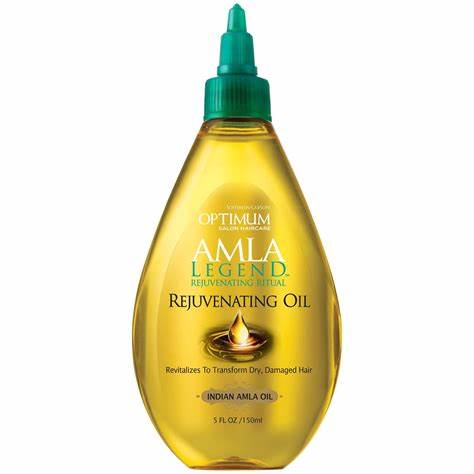 SOFTSHEEN·CARSON
OPTIMUM
SALON HAIRCARE
AMLA
LEGEND™
REJUVENATING RITUAL
REJUVENATING OIL
Revitalizes To Transform Dry, Damaged Hair
INDIAN AMLA OIL
5 FL OZ /150ml